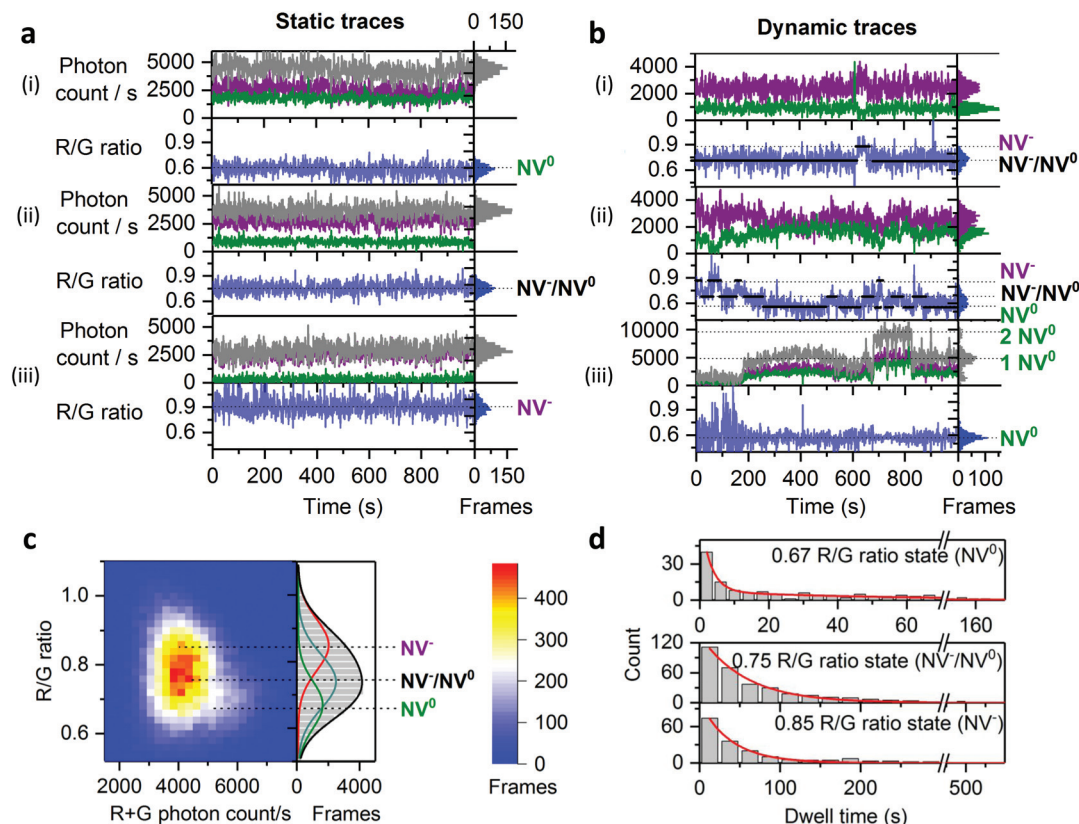 a
Static traces
0 150
Frames
(i)
Photon count / s
5000
2500
0
0 200 400 600 800
R/G ratio
0.9
0.6
NV⁰
(ii)
Photon count / s
5000
2500
0
R/G ratio
0.9
0.6
NV⁻/NV⁰
(iii)
Photon count / s
5000
2500
0
R/G ratio
0.9
0.6
NV⁻
0 200 400 600 800
0 150
Time (s)
Frames
b
Dynamic traces
(i)
4000
2000
0
0.9
0.6
NV⁻
NV⁻/NV⁰
(ii)
4000
2000
0
0.9
0.6
NV⁻
NV⁻/NV⁰
NV⁰
(iii)
10000
5000
0
2 NV⁰
1 NV⁰
0.9
0.6
NV⁰
0 200 400 600 800
0 100
Time (s)
Frames
c
R/G ratio
1.0
0.8
0.6
2000 4000 6000
R+G photon count/s
0 4000
Frames
NV⁻
NV⁻/NV⁰
NV⁰
400
300
200
100
0
Frames
d
Count
30
0
0.67 R/G ratio state (NV⁰)
0 20 40 60 160
120
60
0
0.75 R/G ratio state (NV⁻/NV⁰)
60
0
0.85 R/G ratio state (NV⁻)
0 100 200 500
Dwell time (s)